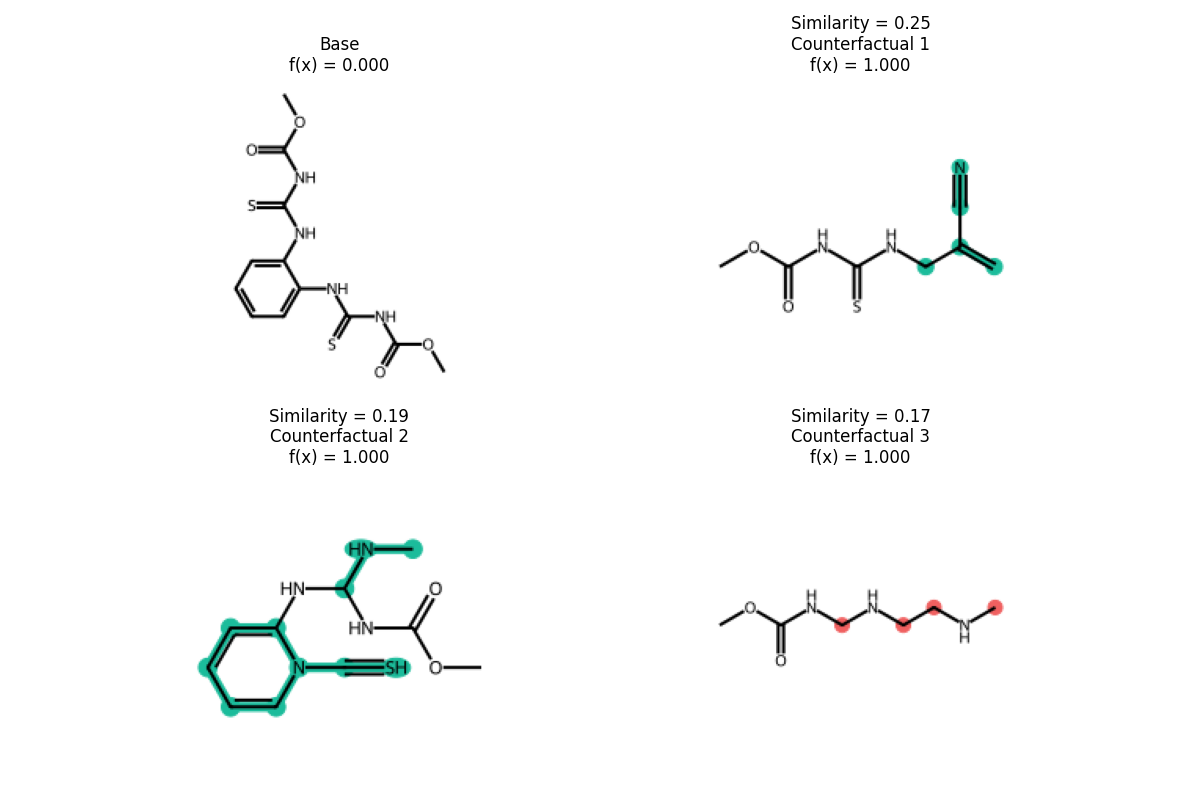 Base
f(x) = 0.000
O
O
NH
S
NH
NH
NH
S
O
O
Similarity = 0.25
Counterfactual 1
f(x) = 1.000
N
O
H
N
H
N
O
S
Similarity = 0.19
Counterfactual 2
f(x) = 1.000
HN
HN
O
HN
N
SH
O
Similarity = 0.17
Counterfactual 3
f(x) = 1.000
O
H
N
H
N
N
H
O